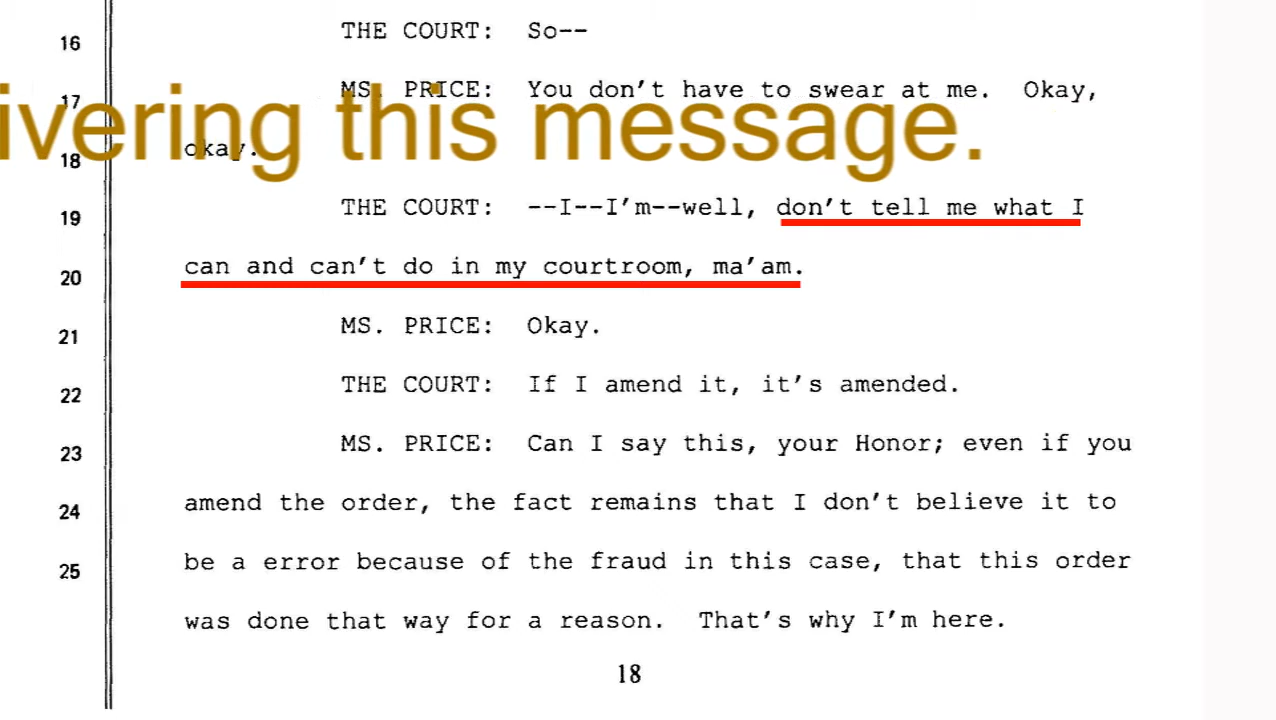 16 THE COURT: So--
17 MS. PRICE: You don't have to swear at me. Okay,
ivering this message.
18 okay.
19 THE COURT: --I--I'm--well, don't tell me what I
20 can and can't do in my courtroom, ma'am.
21 MS. PRICE: Okay.
22 THE COURT: If I amend it, it's amended.
23 MS. PRICE: Can I say this, your Honor; even if you
24 amend the order, the fact remains that I don't believe it to
25 be a error because of the fraud in this case, that this order
was done that way for a reason. That's why I'm here.
18